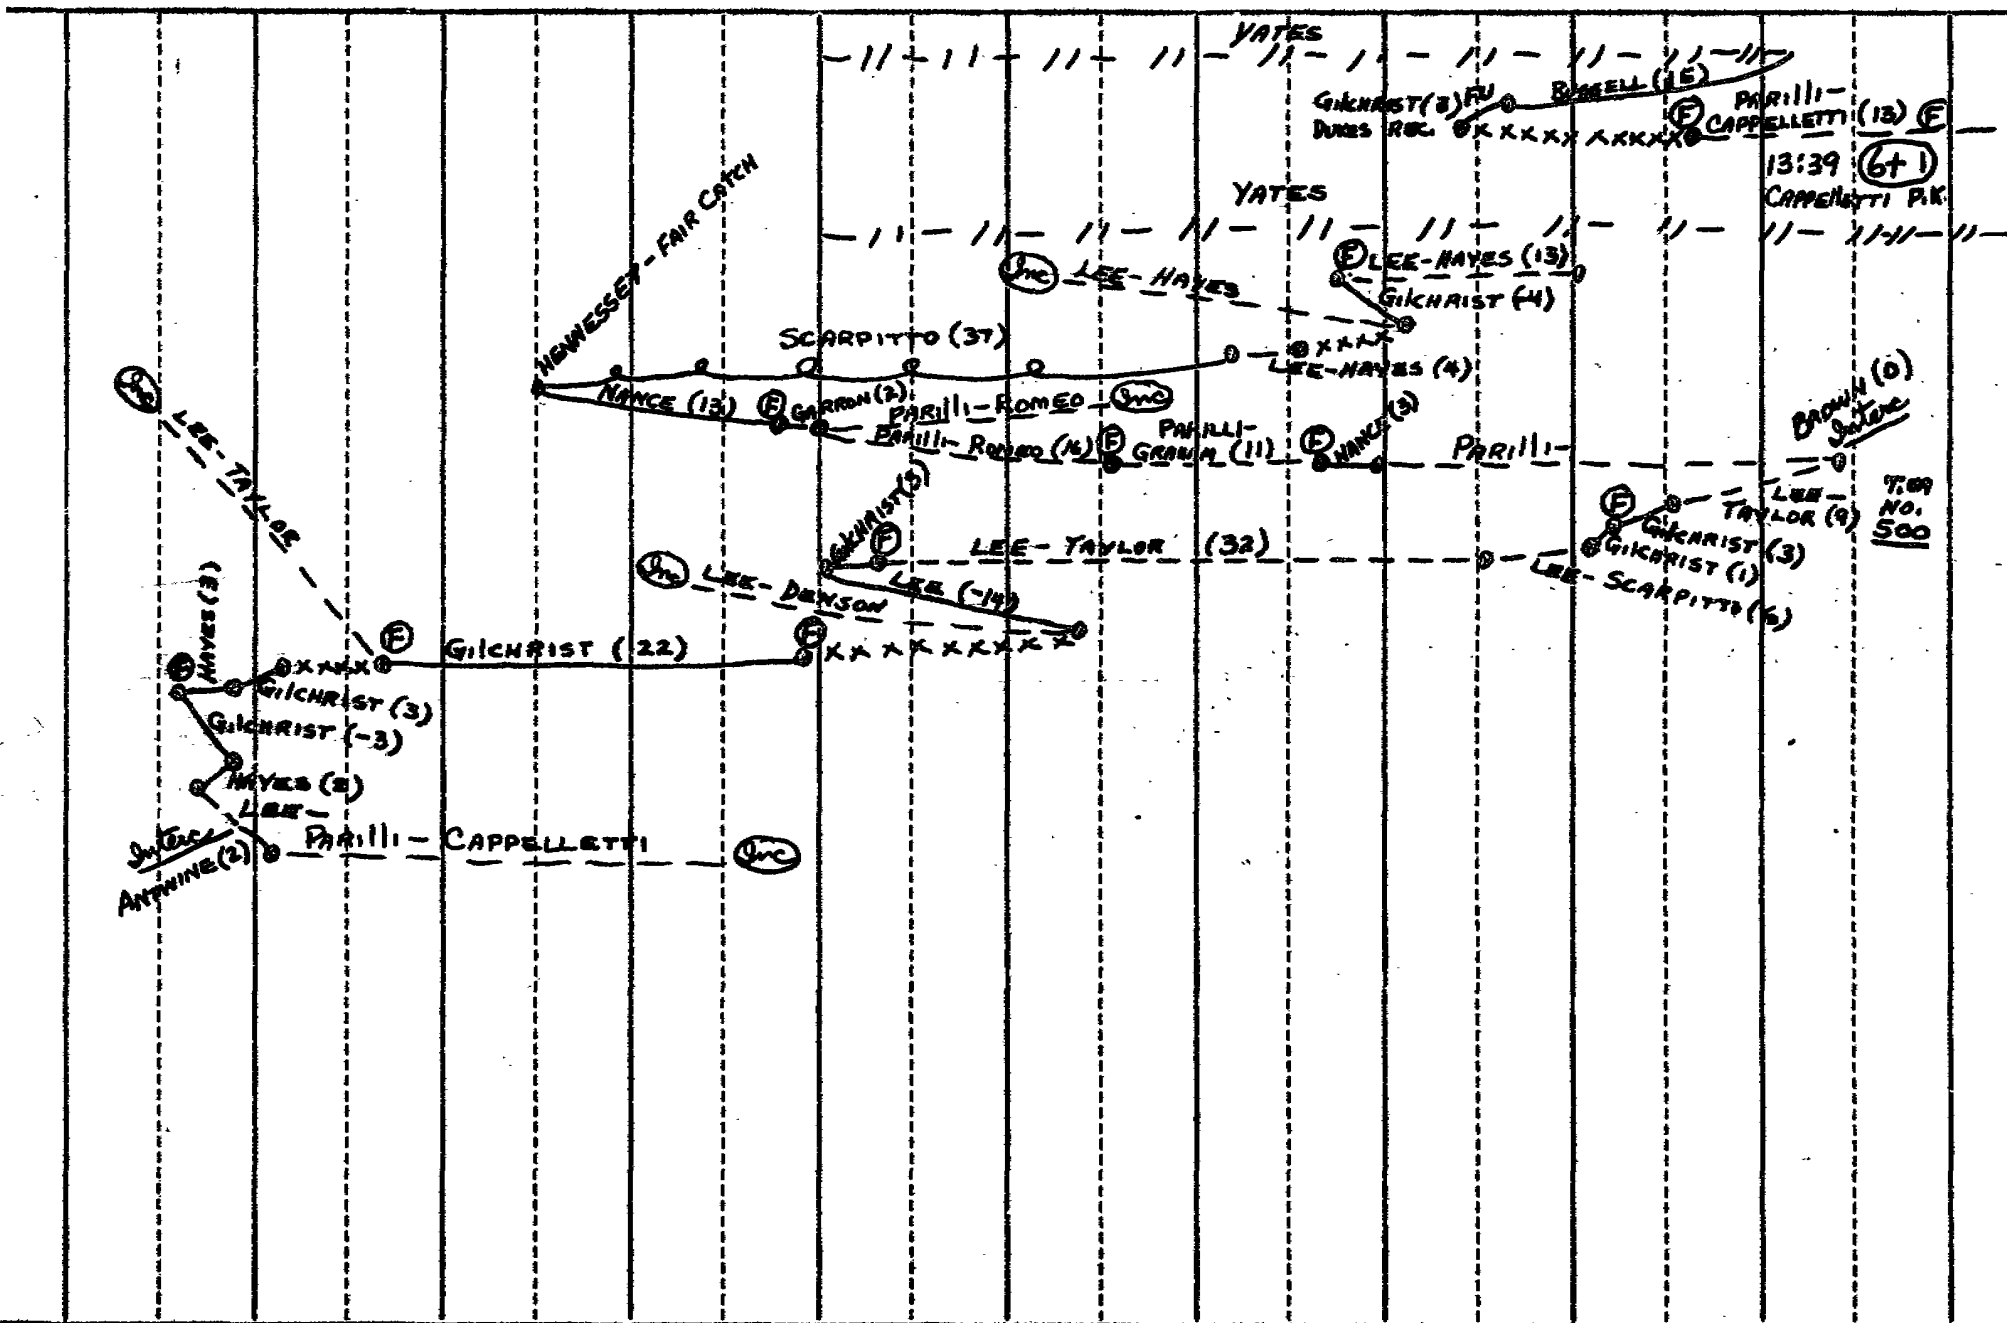 YATES
GILCHRIST (3) FU
DUKES REC.
(15)
F
PARILLI-
CAPPELLETTI (13) F
13:39 6+1
CAPPELLETTI P.K.
YATES
HENNESSEY - FAIR CATCH
Inc LEE- HAYES
F LEE-HAYES (13)
GILCHRIST (-4)
SCARPITTO (37)
LEE-HAYES (4)
NANCE (13) F GARRON (2)
PARILLI- ROMEO Inc
PARILLI- ROMEO (16) F
PARILLI-
GRAHAM (11) F
NANCE (3)
PARILLI-
BROWN (0)
Interc
Inc LEE-TAYLOR
GILCHRIST (3)
F GILCHRIST (3)
GILCHRIST (1)
LEE-
TAYLOR (9)
NO.
500
F LEE- TAYLOR (32)
LEE- SCARPITTO
Inc LEE- DENSON
LEE (-14)
HAYES (3)
F
F GILCHRIST (22) F
GILCHRIST (3)
GILCHRIST (-3)
HAYES (2)
LEE-
Interc
ANTWINE (2)
PARILLI- CAPPELLETTI Inc